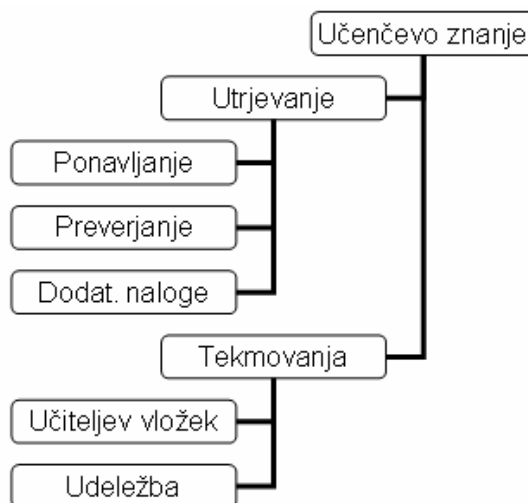 Učenčevo znanje
Utrjevanje
Ponavljanje
Preverjanje
Dodat. naloge
Tekmovanja
Učiteljev vložek
Udeležba